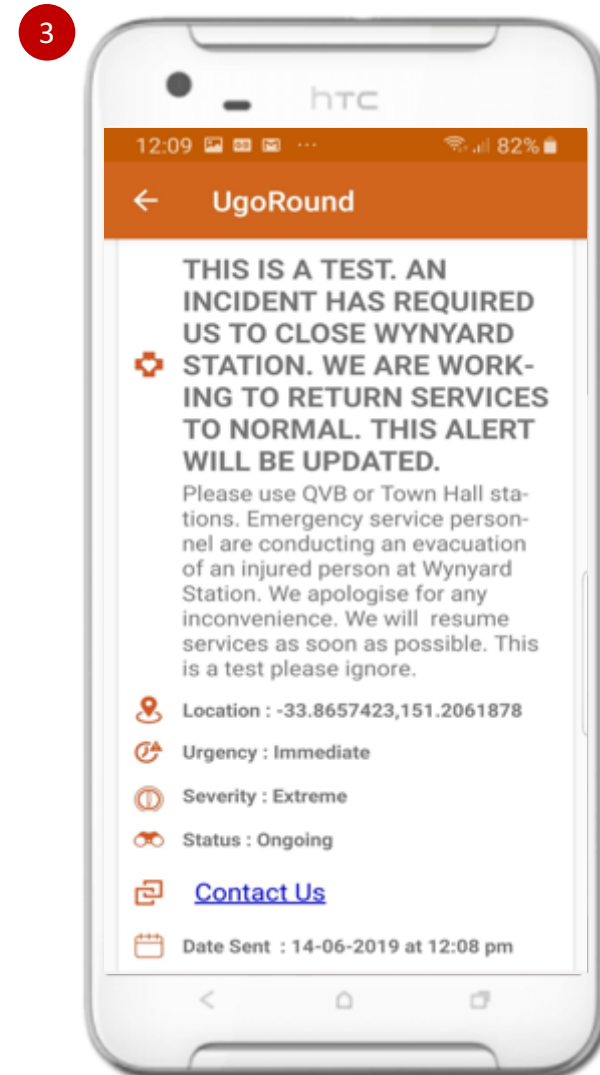 3
hTC
12:09 ... 82%
UgoRound
THIS IS A TEST. AN
INCIDENT HAS REQUIRED
US TO CLOSE WYNYARD
STATION. WE ARE WORK-
ING TO RETURN SERVICES
TO NORMAL. THIS ALERT
WILL BE UPDATED.
Please use QVB or Town Hall sta-
tions. Emergency service person-
nel are conducting an evacuation
of an injured person at Wynyard
Station. We apologise for any
inconvenience. We will resume
services as soon as possible. This
is a test please ignore.
Location : -33.8657423,151.2061878
Urgency : Immediate
Severity : Extreme
Status : Ongoing
Contact Us
Date Sent : 14-06-2019 at 12:08 pm